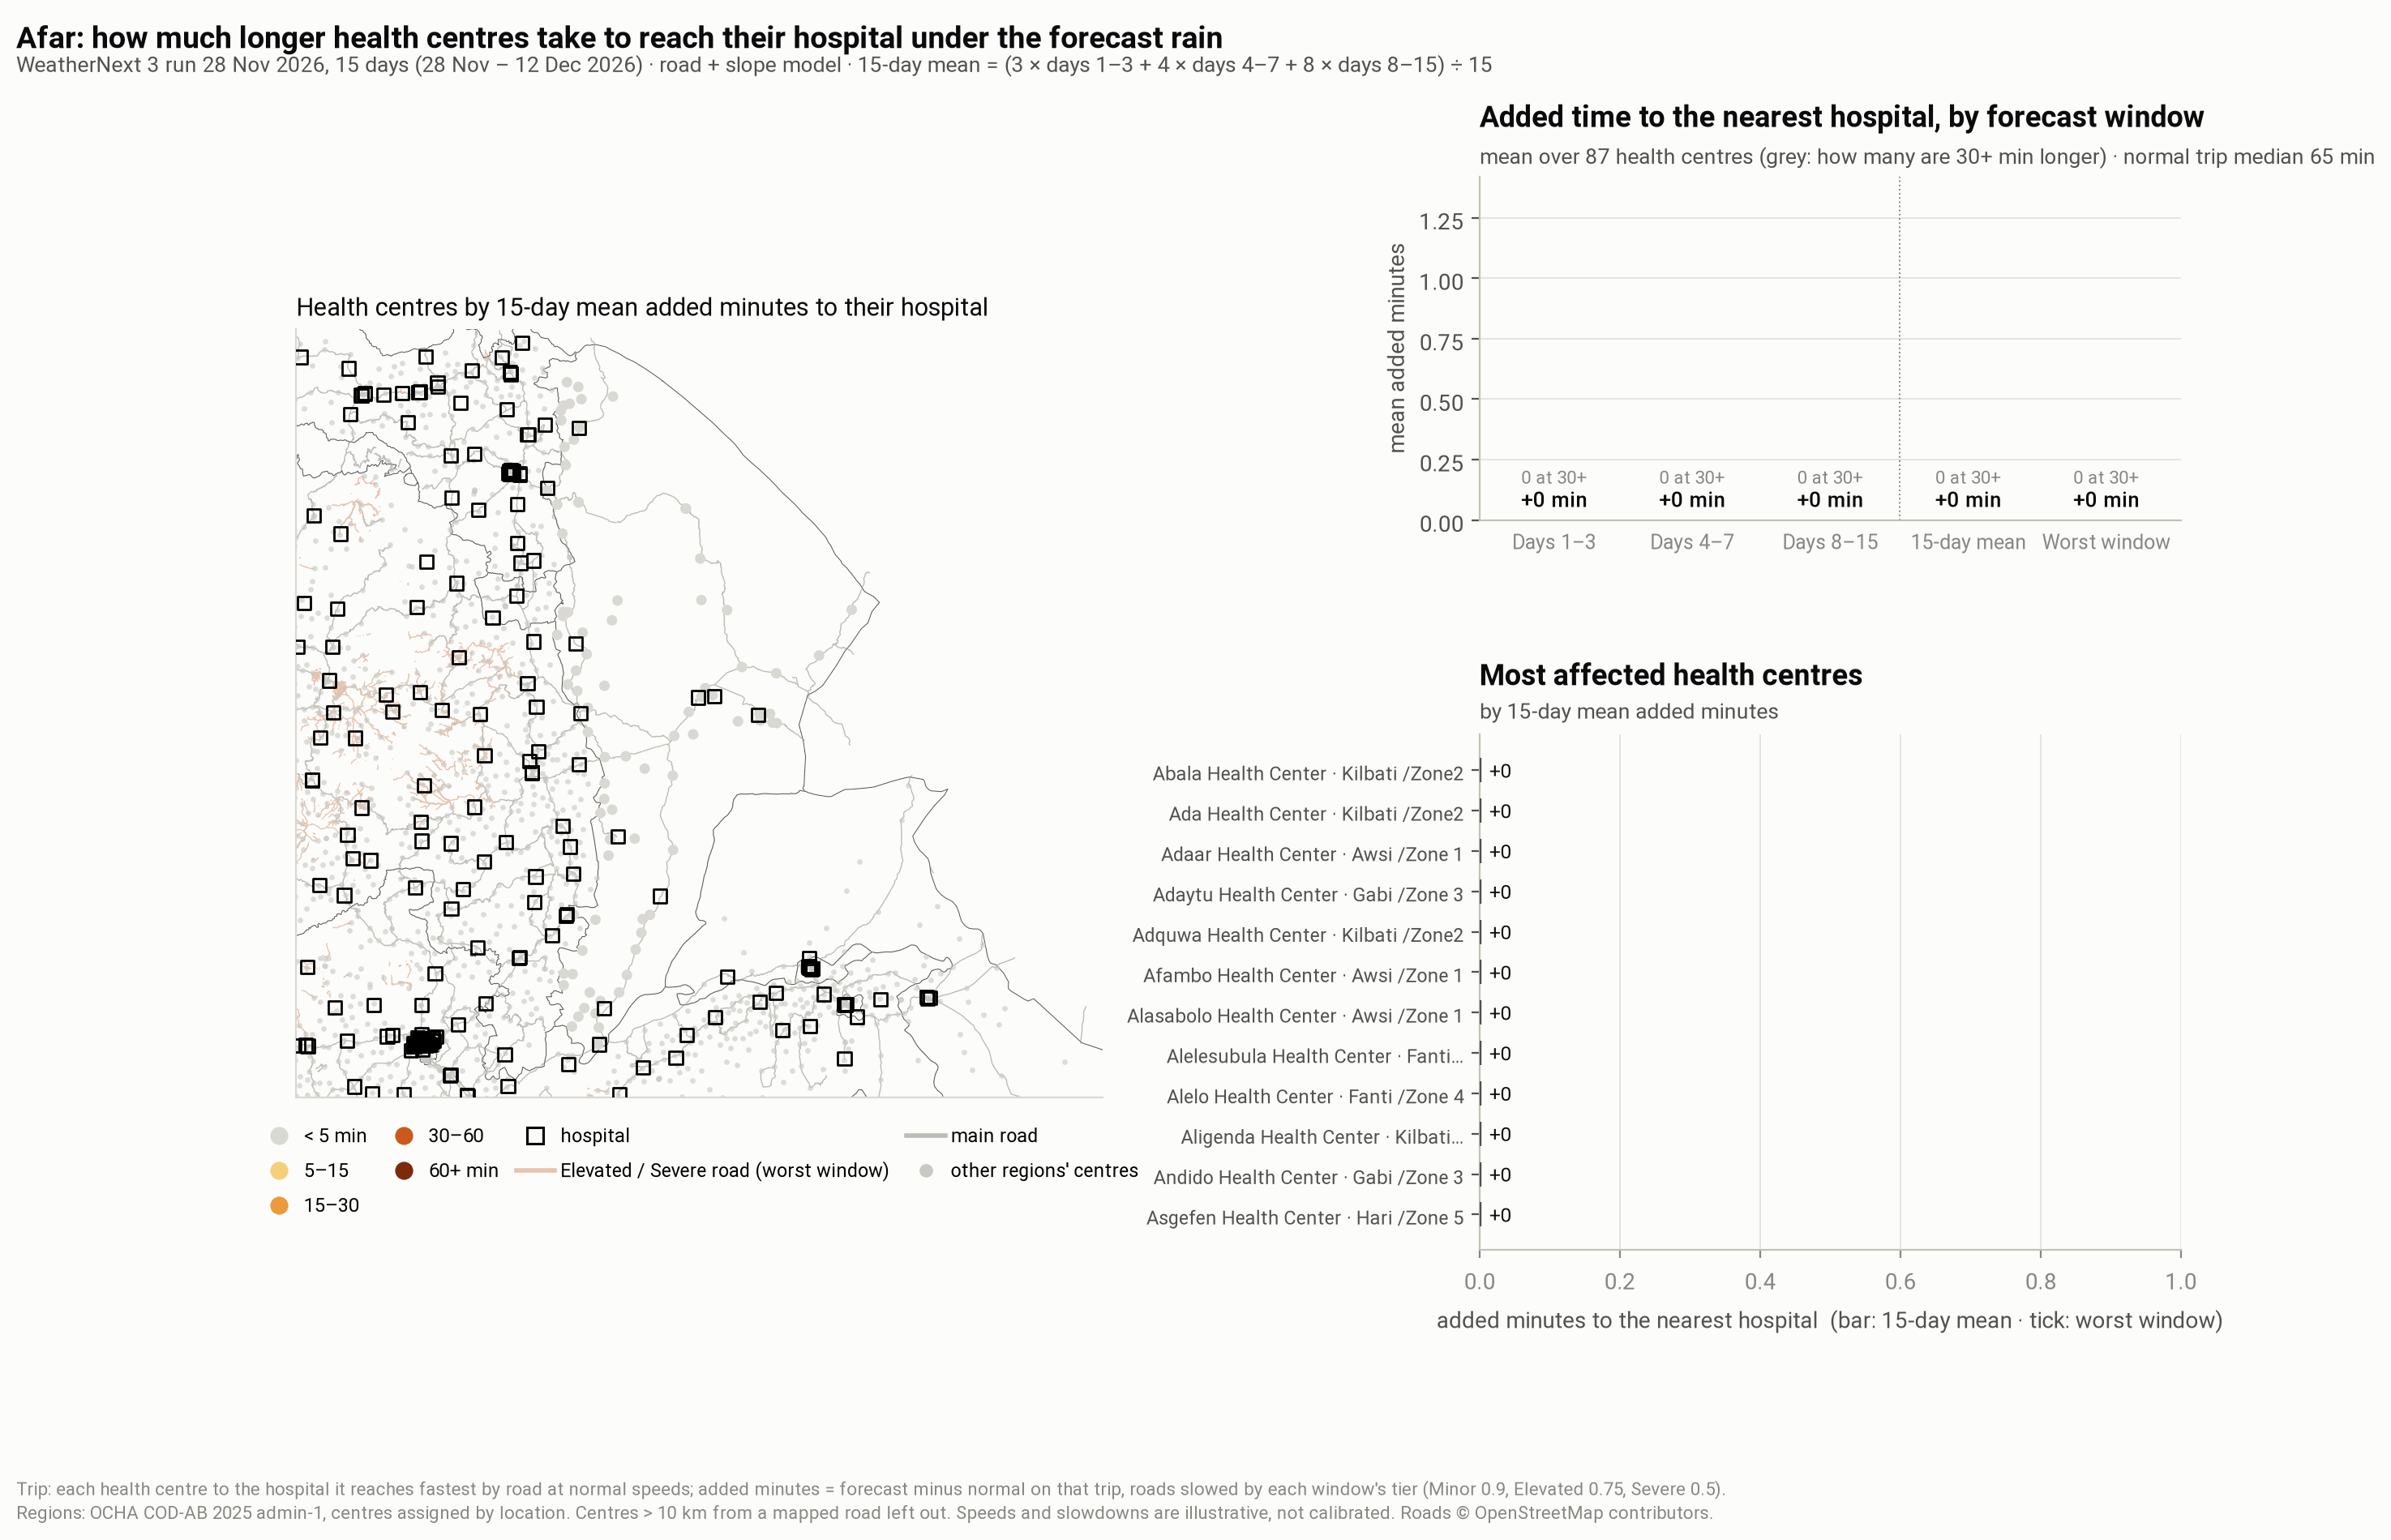 Afar: how much longer health centres take to reach their hospital under the forecast rain
WeatherNext 3 run 28 Nov 2026, 15 days (28 Nov – 12 Dec 2026) · road + slope model · 15-day mean = (3 × days 1–3 + 4 × days 4–7 + 8 × days 8–15) ÷ 15
Health centres by 15-day mean added minutes to their hospital
< 5 min
5–15
15–30
30–60
60+ min
hospital
Elevated / Severe road (worst window)
main road
other regions' centres
Added time to the nearest hospital, by forecast window
mean over 87 health centres (grey: how many are 30+ min longer) · normal trip median 65 min
mean added minutes
1.25
1.00
0.75
0.50
0.25
0.00
0 at 30+ 0 at 30+ 0 at 30+ 0 at 30+ 0 at 30+
+0 min +0 min +0 min +0 min +0 min
Days 1–3 Days 4–7 Days 8–15 15-day mean Worst window
Most affected health centres
by 15-day mean added minutes
Abala Health Center · Kilbati /Zone2 +0
Ada Health Center · Kilbati /Zone2 +0
Adaar Health Center · Awsi /Zone 1 +0
Adaytu Health Center · Gabi /Zone 3 +0
Adquwa Health Center · Kilbati /Zone2 +0
Afambo Health Center · Awsi /Zone 1 +0
Alasabolo Health Center · Awsi /Zone 1 +0
Alelesubula Health Center · Fanti... +0
Alelo Health Center · Fanti /Zone 4 +0
Aligenda Health Center · Kilbati... +0
Andido Health Center · Gabi /Zone 3 +0
Asgefen Health Center · Hari /Zone 5 +0
0.0 0.2 0.4 0.6 0.8 1.0
added minutes to the nearest hospital (bar: 15-day mean · tick: worst window)
Trip: each health centre to the hospital it reaches fastest by road at normal speeds; added minutes = forecast minus normal on that trip, roads slowed by each window's tier (Minor 0.9, Elevated 0.75, Severe 0.5).
Regions: OCHA COD-AB 2025 admin-1, centres assigned by location. Centres > 10 km from a mapped road left out. Speeds and slowdowns are illustrative, not calibrated. Roads © OpenStreetMap contributors.